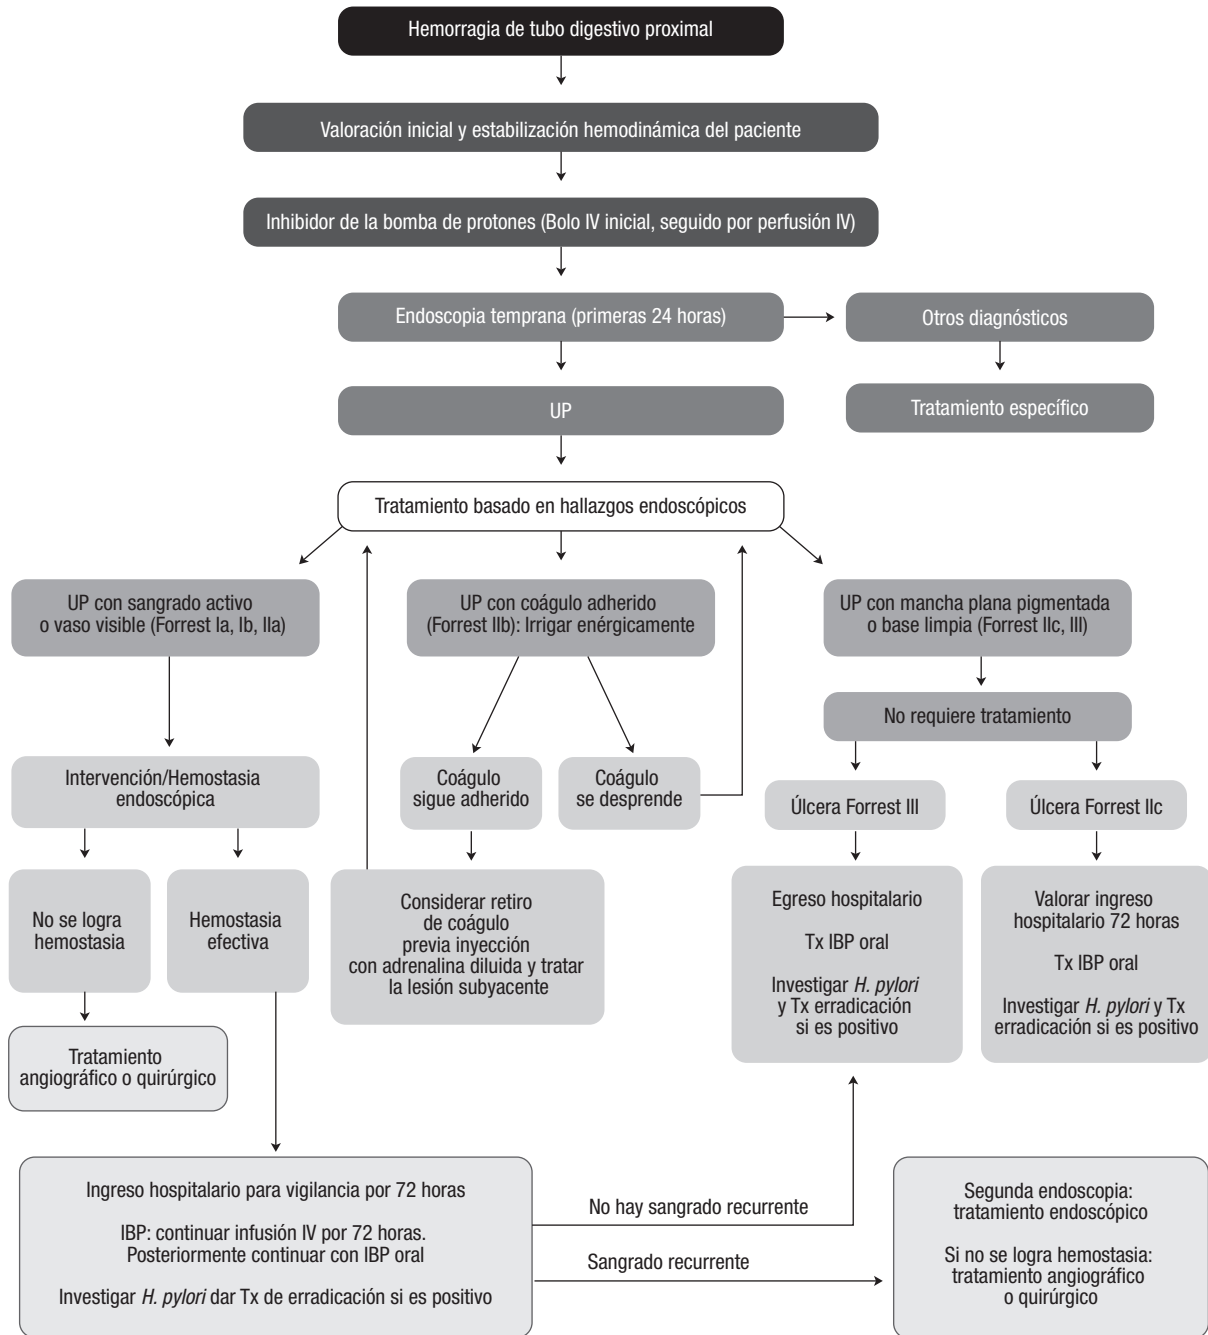 Hemorragia de tubo digestivo proximal
Valoración inicial y estabilización hemodinámica del paciente
Inhibidor de la bomba de protones (Bolo IV inicial, seguido por perfusión IV)
Endoscopia temprana (primeras 24 horas)
Otros diagnósticos
UP
Tratamiento específico
Tratamiento basado en hallazgos endoscópicos
UP con sangrado activo
o vaso visible (Forrest Ia, Ib, IIa)
UP con coágulo adherido
(Forrest IIb): Irrigar enérgicamente
UP con mancha plana pigmentada
o base limpia (Forrest IIc, III)
No requiere tratamiento
Intervención/Hemostasia
endoscópica
Coágulo
sigue adherido
Coágulo
se desprende
Úlcera Forrest III
Úlcera Forrest IIc
No se logra
hemostasia
Hemostasia
efectiva
Considerar retiro
de coágulo
previa inyección
con adrenalina diluida y tratar
la lesión subyacente
Egreso hospitalario
Tx IBP oral
Investigar H. pylori
y Tx erradicación
si es positivo
Valorar ingreso
hospitalario 72 horas
Tx IBP oral
Investigar H. pylori y Tx
erradicación si es positivo
Tratamiento
angiográfico o quirúrgico
Ingreso hospitalario para vigilancia por 72 horas
IBP: continuar infusión IV por 72 horas.
Posteriormente continuar con IBP oral
Investigar H. pylori dar Tx de erradicación si es positivo
No hay sangrado recurrente
Sangrado recurrente
Segunda endoscopia:
tratamiento endoscópico
Si no se logra hemostasia:
tratamiento angiográfico
o quirúrgico